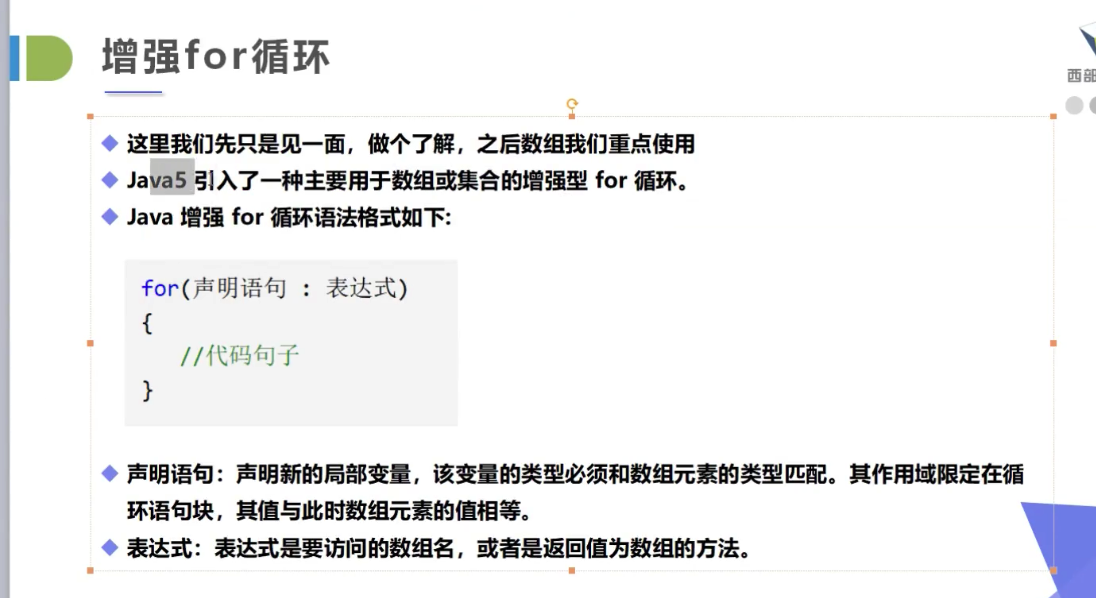 增强for循环
西部
这里我们先只是见一面，做个了解，之后数组我们重点使用
Java5 引入了一种主要用于数组或集合的增强型 for 循环。
Java 增强 for 循环语法格式如下:
for(声明语句 : 表达式)
{
//代码句子
}
声明语句：声明新的局部变量，该变量的类型必须和数组元素的类型匹配。其作用域限定在循
环语句块，其值与此时数组元素的值相等。
表达式：表达式是要访问的数组名，或者是返回值为数组的方法。